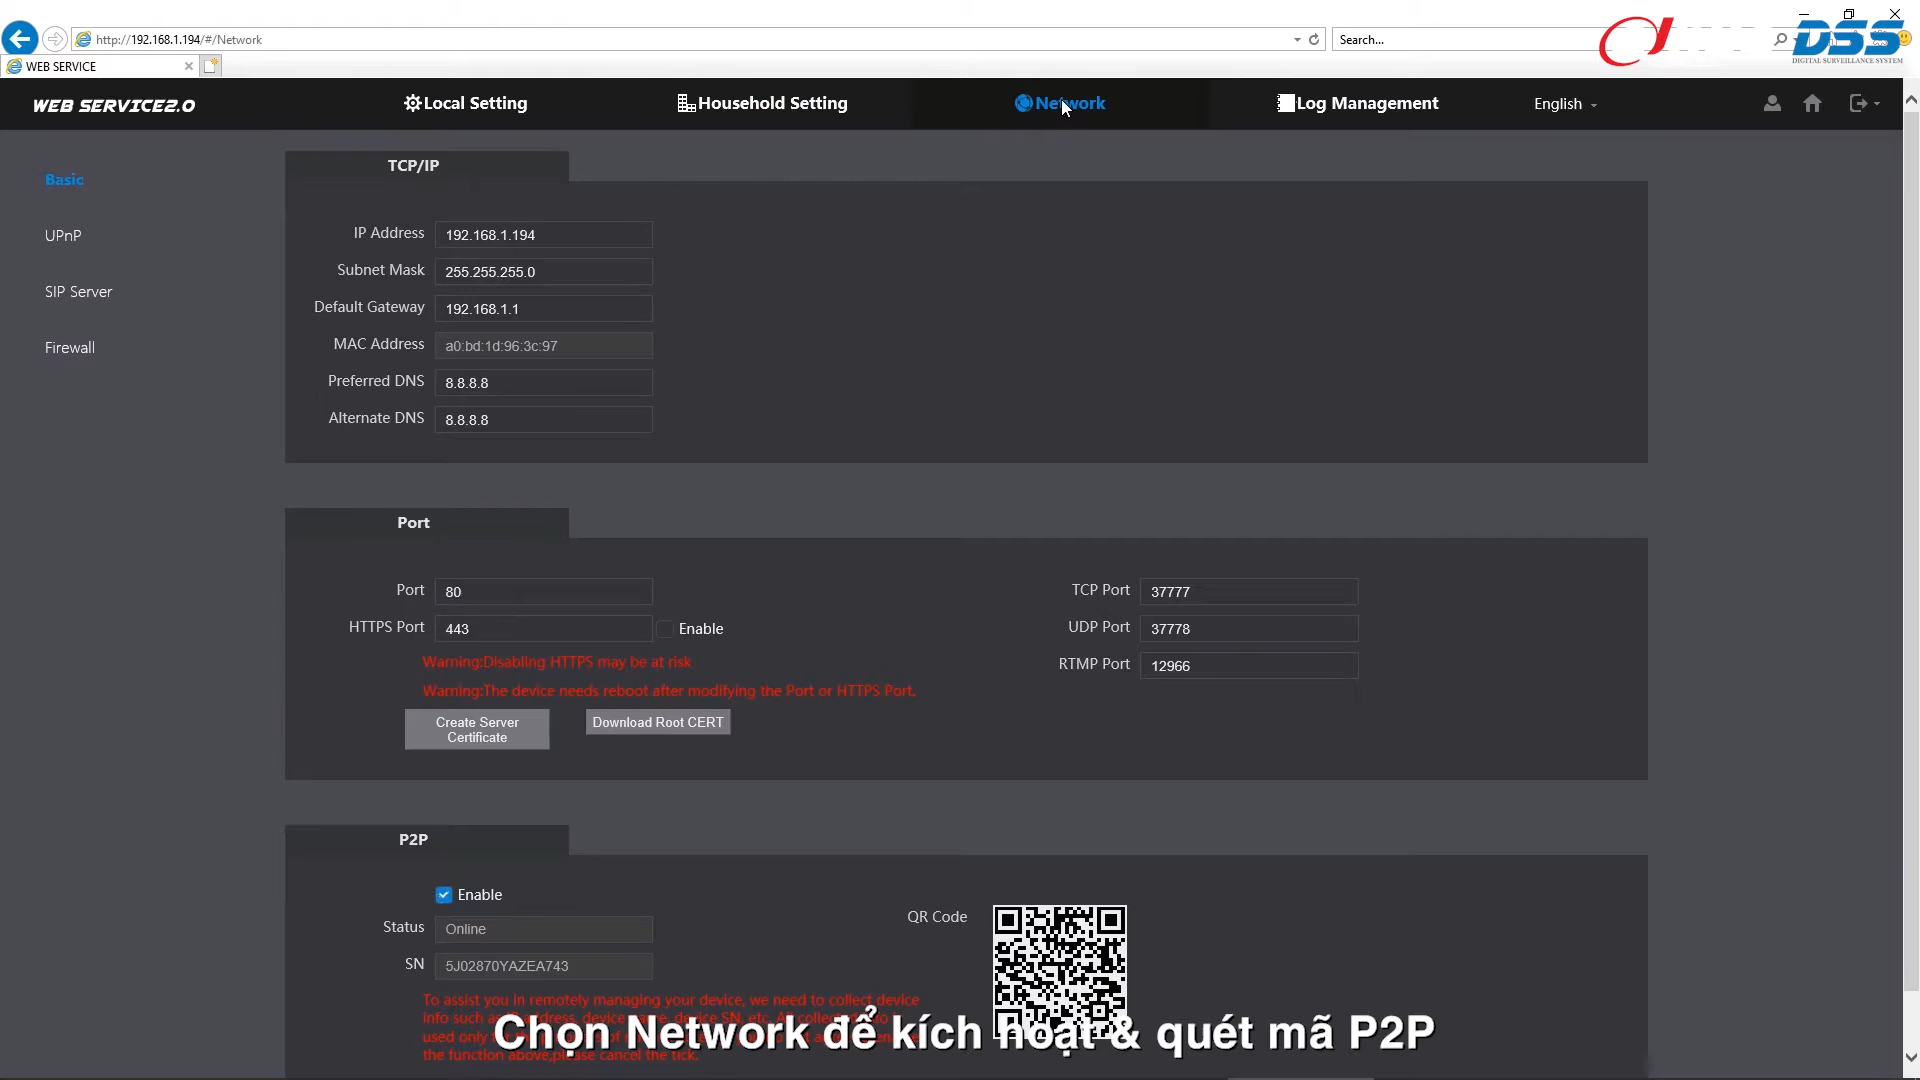 http://192.168.1.194/#/Network
Search...
DSS
DIGITAL SURVEILLANCE SYSTEM
WEB SERVICE
WEB SERVICE2.0
Local Setting
Household Setting
Network
Log Management
English
Basic
UPnP
SIP Server
Firewall
TCP/IP
IP Address 192.168.1.194
Subnet Mask 255.255.255.0
Default Gateway 192.168.1.1
MAC Address a0:bd:1d:96:3c:97
Preferred DNS 8.8.8.8
Alternate DNS 8.8.8.8
Port
Port 80
HTTPS Port 443 Enable
Warning:Disabling HTTPS may be at risk
Warning:The device needs reboot after modifying the Port or HTTPS Port.
Create Server
Certificate
Download Root CERT
TCP Port 37777
UDP Port 37778
RTMP Port 12966
P2P
Enable
Status Online
SN 5J02870YAZEA743
QR Code
To assist you in remotely managing your device, we need to collect device
info such as address, device name, device SN, etc. All collected info is
used only for the
the function above,please cancel the tick.
Chọn Network để kích hoạt & quét mã P2P